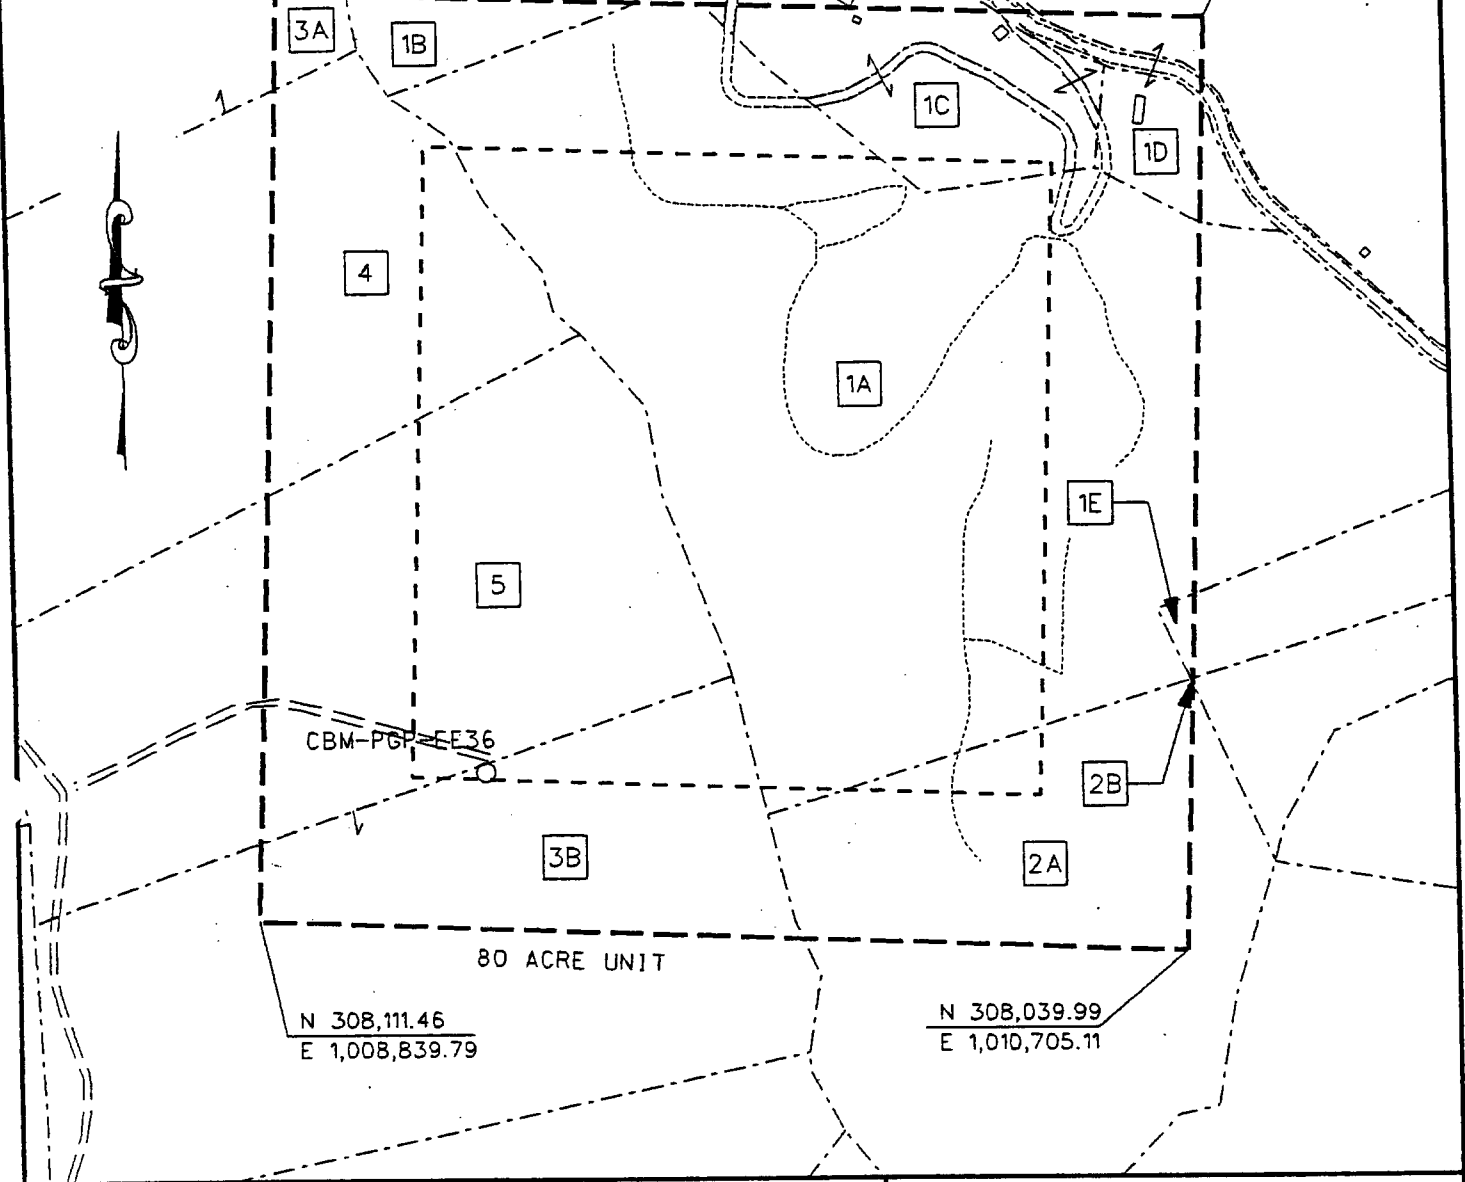 3A
1B
1C
1D
4
1A
1E
5
CBM-PGP-EE36
2B
3B
2A
80 ACRE UNIT
N 308,111.46
E 1,008,839.79
N 308,039.99
E 1,010,705.11